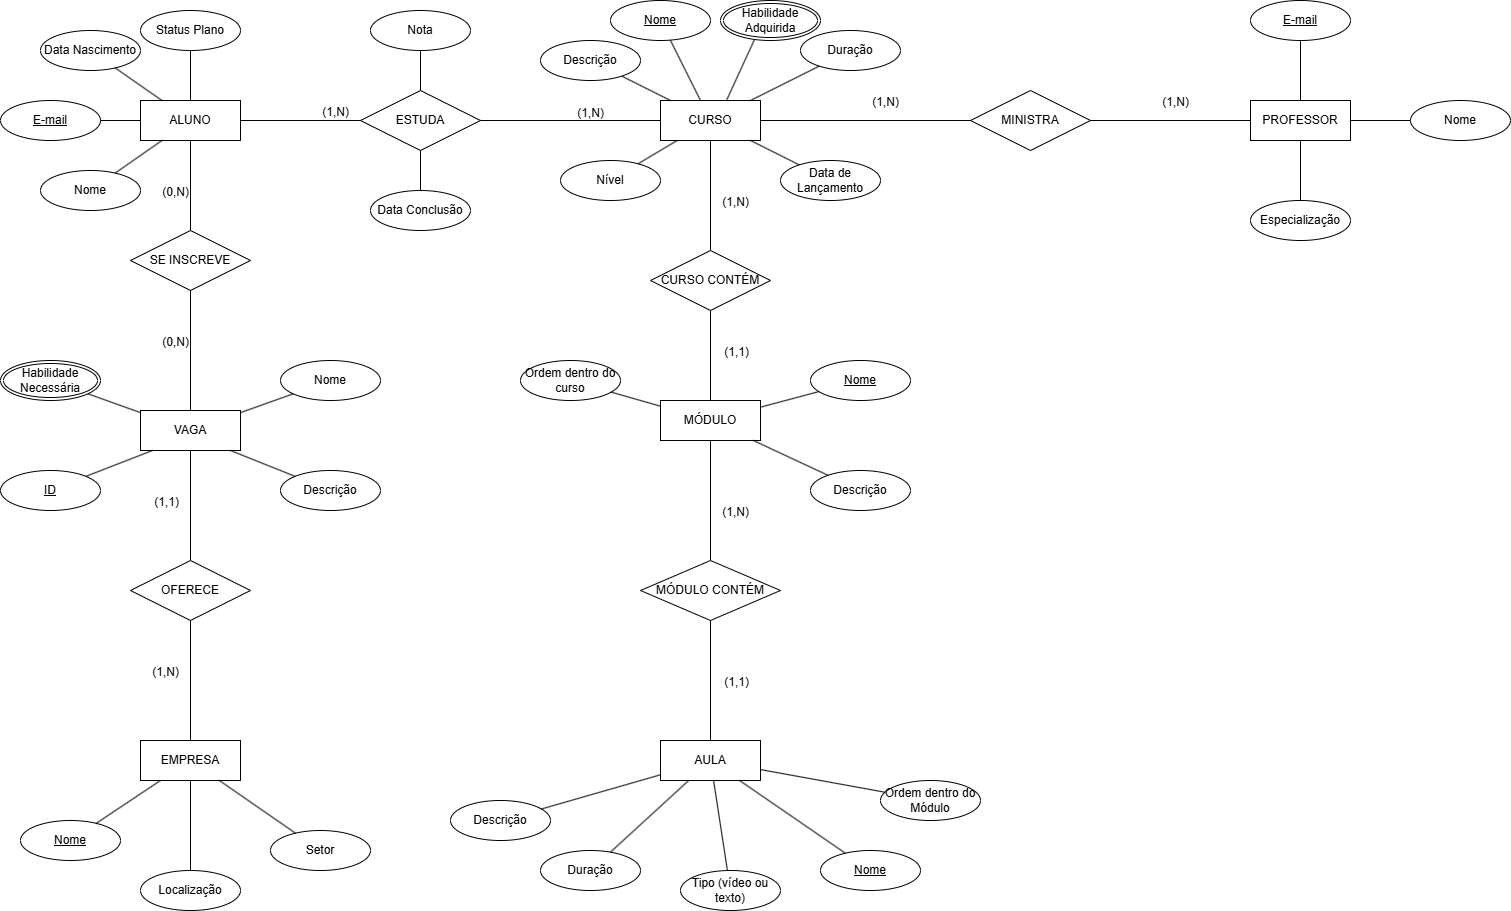 Nome
Habilidade
Adquirida
E-mail
Status Plano
Nota
Data Nascimento
Descrição
Duração
(1,N)
(1,N)
(1,N)
(1,N)
E-mail
ALUNO
ESTUDA
CURSO
MINISTRA
PROFESSOR
Nome
Nome
(0,N)
Data Conclusão
Nível
Data de
Lançamento
(1,N)
Especialização
SE INSCREVE
CURSO CONTÉM
(0,N)
(1,1)
Habilidade
Necessária
Nome
Ordem dentro do
curso
Nome
VAGA
MÓDULO
ID
Descrição
Descrição
(1,1)
(1,N)
OFERECE
MÓDULO CONTÉM
(1,N)
(1,1)
EMPRESA
AULA
Nome
Setor
Localização
Descrição
Ordem dentro do
Módulo
Duração
Tipo (vídeo ou
texto)
Nome